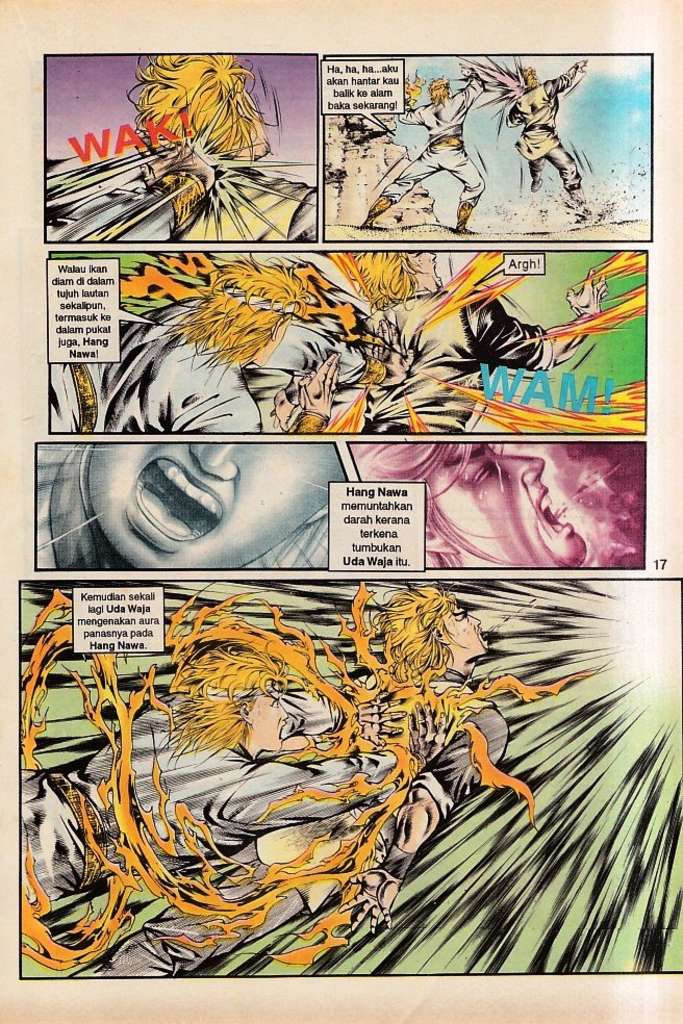 WAK!
Ha, ha, ha...aku
akan hantar kau
balik ke alam
baka sekarang!
Walau ikan
diam di dalam
tujuh lautan
sekalipun,
termasuk ke
dalam pukat
juga, Hang
Nawa!
Argh!
WAM!
Hang Nawa
memuntahkan
darah kerana
terkena
tumbukan
Uda Waja itu.
17
Kemudian sekali
lagi Uda Waja
mengenakan aura
panasnya pada
Hang Nawa.